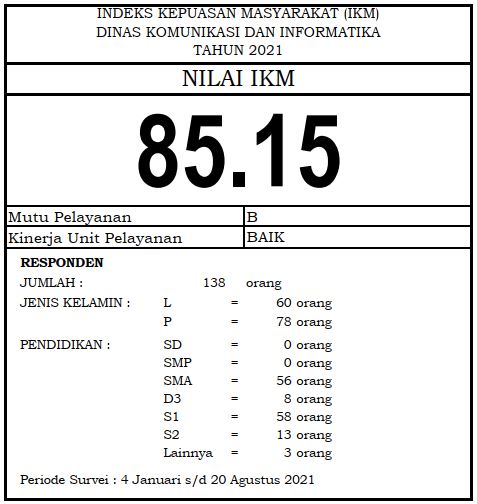 INDEKS KEPUASAN MASYARAKAT (IKM)
DINAS KOMUNIKASI DAN INFORMATIKA
TAHUN 2021
NILAI IKM
85.15
Mutu Pelayanan B
Kinerja Unit Pelayanan BAIK
RESPONDEN
JUMLAH : 138 orang
JENIS KELAMIN : L = 60 orang
P = 78 orang
PENDIDIKAN : SD = 0 orang
SMP = 0 orang
SMA = 56 orang
D3 = 8 orang
S1 = 58 orang
S2 = 13 orang
Lainnya = 3 orang
Periode Survei : 4 Januari s/d 20 Agustus 2021